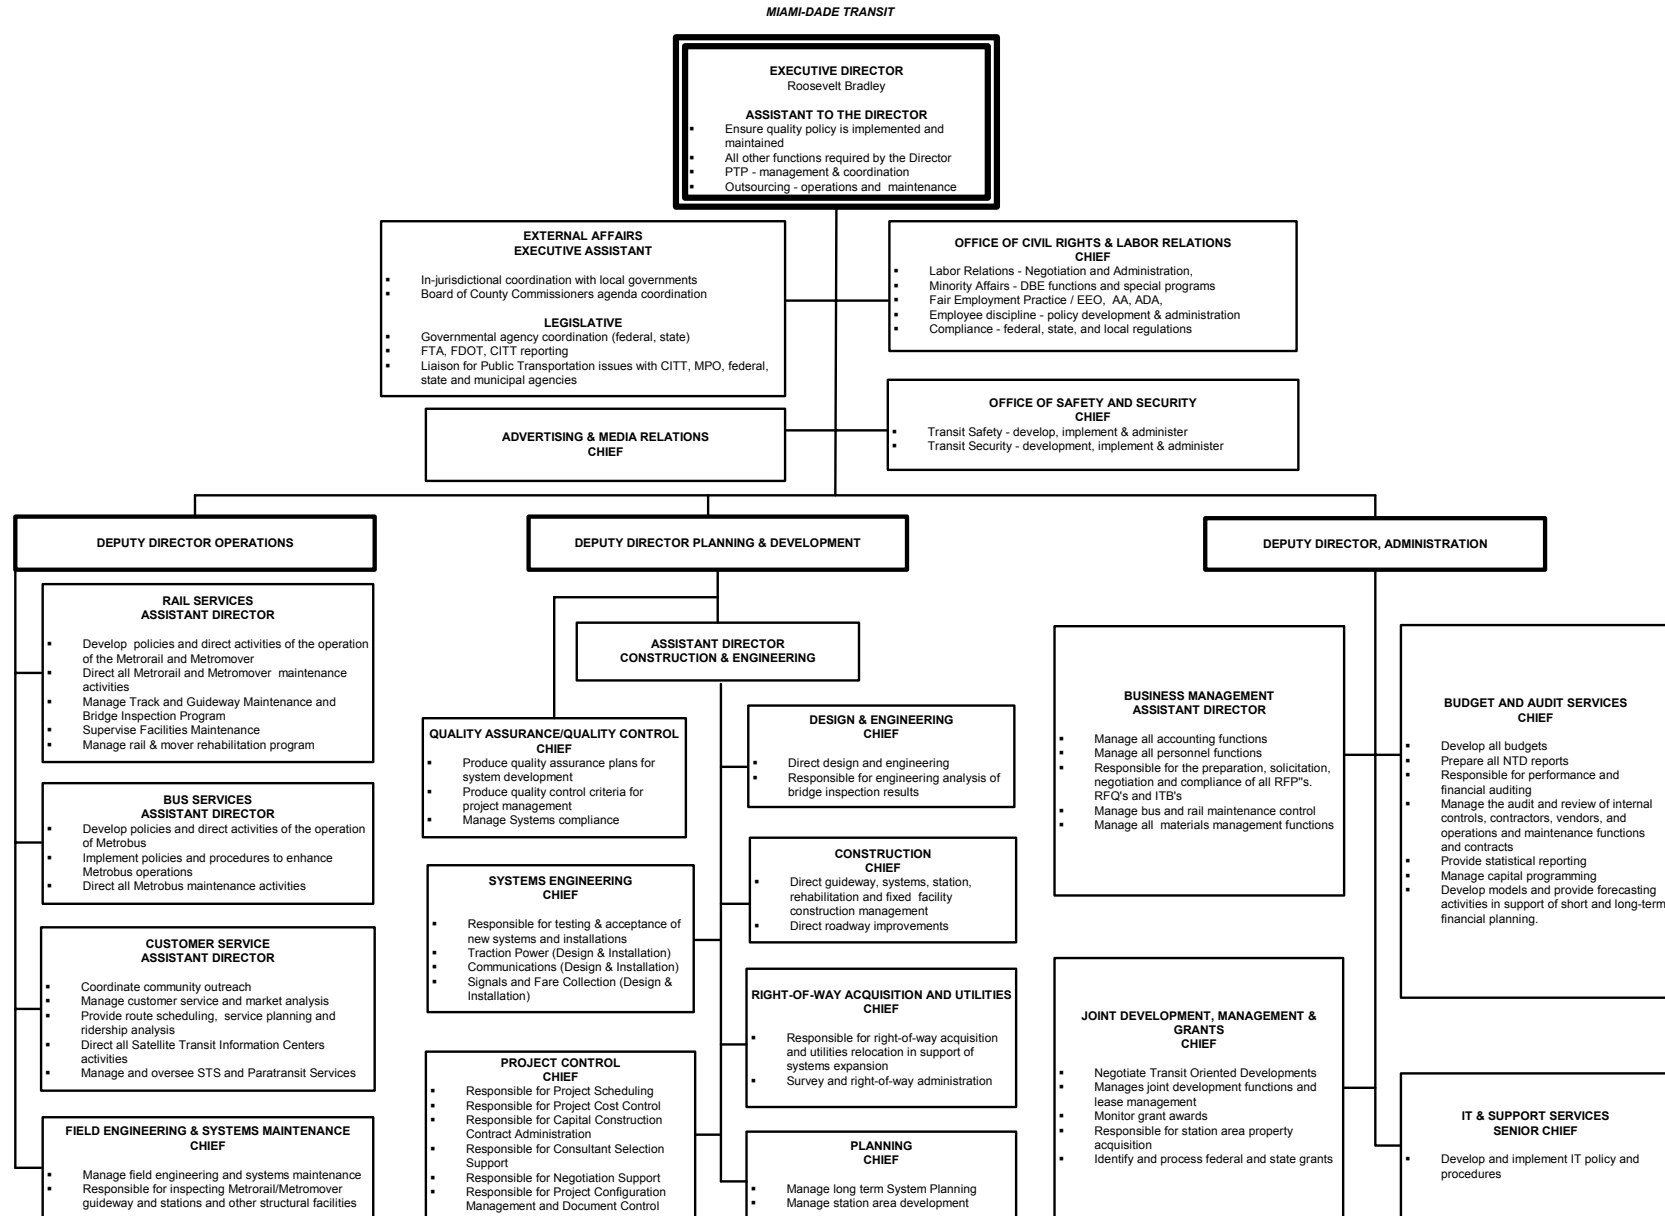 MIAMI-DADE TRANSIT
EXECUTIVE DIRECTOR
Roosevelt Bradley
ASSISTANT TO THE DIRECTOR
▪ Ensure quality policy is implemented and
maintained
▪ All other functions required by the Director
▪ PTP - management & coordination
▪ Outsourcing - operations and maintenance
EXTERNAL AFFAIRS
EXECUTIVE ASSISTANT
▪ In-jurisdictional coordination with local governments
▪ Board of County Commissioners agenda coordination
LEGISLATIVE
▪ Governmental agency coordination (federal, state)
▪ FTA, FDOT, CITT reporting
▪ Liaison for Public Transportation issues with CITT, MPO, federal,
state and municipal agencies
OFFICE OF CIVIL RIGHTS & LABOR RELATIONS
CHIEF
▪ Labor Relations - Negotiation and Administration,
▪ Minority Affairs - DBE functions and special programs
▪ Fair Employment Practice / EEO, AA, ADA,
▪ Employee discipline - policy development & administration
▪ Compliance - federal, state, and local regulations
ADVERTISING & MEDIA RELATIONS
CHIEF
OFFICE OF SAFETY AND SECURITY
CHIEF
▪ Transit Safety - develop, implement & administer
▪ Transit Security - development, implement & administer
DEPUTY DIRECTOR OPERATIONS
RAIL SERVICES
ASSISTANT DIRECTOR
▪ Develop policies and direct activities of the operation
of the Metrorail and Metromover
▪ Direct all Metrorail and Metromover maintenance
activities
▪ Manage Track and Guideway Maintenance and
Bridge Inspection Program
▪ Supervise Facilities Maintenance
▪ Manage rail & mover rehabilitation program
BUS SERVICES
ASSISTANT DIRECTOR
▪ Develop policies and direct activities of the operation
of Metrobus
▪ Implement policies and procedures to enhance
Metrobus operations
▪ Direct all Metrobus maintenance activities
CUSTOMER SERVICE
ASSISTANT DIRECTOR
▪ Coordinate community outreach
▪ Manage customer service and market analysis
▪ Provide route scheduling, service planning and
ridership analysis
▪ Direct all Satellite Transit Information Centers
activities
▪ Manage and oversee STS and Paratransit Services
FIELD ENGINEERING & SYSTEMS MAINTENANCE
CHIEF
▪ Manage field engineering and systems maintenance
▪ Responsible for inspecting Metrorail/Metromover
guideway and stations and other structural facilities
DEPUTY DIRECTOR PLANNING & DEVELOPMENT
ASSISTANT DIRECTOR
CONSTRUCTION & ENGINEERING
QUALITY ASSURANCE/QUALITY CONTROL
CHIEF
▪ Produce quality assurance plans for
system development
▪ Produce quality control criteria for
project management
▪ Manage Systems compliance
SYSTEMS ENGINEERING
CHIEF
▪ Responsible for testing & acceptance of
new systems and installations
▪ Traction Power (Design & Installation)
▪ Communications (Design & Installation)
▪ Signals and Fare Collection (Design &
Installation)
PROJECT CONTROL
CHIEF
▪ Responsible for Project Scheduling
▪ Responsible for Project Cost Control
▪ Responsible for Capital Construction
Contract Administration
▪ Responsible for Consultant Selection
Support
▪ Responsible for Negotiation Support
▪ Responsible for Project Configuration
Management and Document Control
DESIGN & ENGINEERING
CHIEF
▪ Direct design and engineering
▪ Responsible for engineering analysis of
bridge inspection results
CONSTRUCTION
CHIEF
▪ Direct guideway, systems, station,
rehabilitation and fixed facility
construction management
▪ Direct roadway improvements
RIGHT-OF-WAY ACQUISITION AND UTILITIES
CHIEF
▪ Responsible for right-of-way acquisition
and utilities relocation in support of
systems expansion
▪ Survey and right-of-way administration
PLANNING
CHIEF
▪ Manage long term System Planning
▪ Manage station area development
DEPUTY DIRECTOR, ADMINISTRATION
BUSINESS MANAGEMENT
ASSISTANT DIRECTOR
▪ Manage all accounting functions
▪ Manage all personnel functions
▪ Responsible for the preparation, solicitation,
negotiation and compliance of all RFP"s.
RFQ's and ITB's
▪ Manage bus and rail maintenance control
▪ Manage all materials management functions
JOINT DEVELOPMENT, MANAGEMENT &
GRANTS
CHIEF
▪ Negotiate Transit Oriented Developments
▪ Manages joint development functions and
lease management
▪ Monitor grant awards
▪ Responsible for station area property
acquisition
▪ Identify and process federal and state grants
BUDGET AND AUDIT SERVICES
CHIEF
▪ Develop all budgets
▪ Prepare all NTD reports
▪ Responsible for performance and
financial auditing
▪ Manage the audit and review of internal
controls, contractors, vendors, and
operations and maintenance functions
and contracts
▪ Provide statistical reporting
▪ Manage capital programming
▪ Develop models and provide forecasting
activities in support of short and long-term
financial planning.
IT & SUPPORT SERVICES
SENIOR CHIEF
▪ Develop and implement IT policy and
procedures